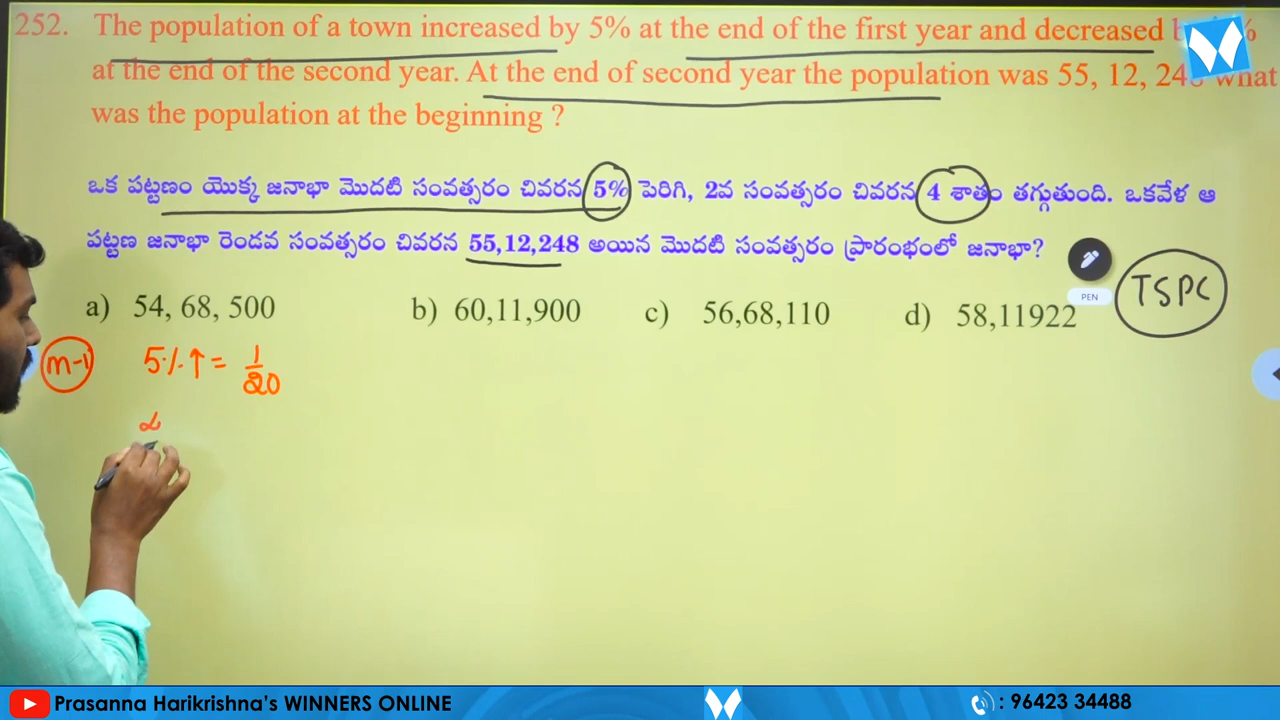 252. The population of a town increased by 5% at the end of the first year and decreased
at the end of the second year. At the end of second year the population was 55, 12, 248 what
was the population at the beginning ?
ఒక పట్టణం యొక్క జనాభా మొదటి సంవత్సరం చివరన 5% పెరిగి, 2వ సంవత్సరం చివరన 4 శాతం తగ్గుతుంది. ఒకవేళ ఆ
పట్టణ జనాభా రెండవ సంవత్సరం చివరన 55,12,248 అయిన మొదటి సంవత్సరం ప్రారంభంలో జనాభా?
PEN
TSPC
a) 54, 68, 500 b) 60,11,900 c) 56,68,110 d) 58,11922
m-1 5%↑ = 1/20
Prasanna Harikrishna's WINNERS ONLINE : 96423 34488